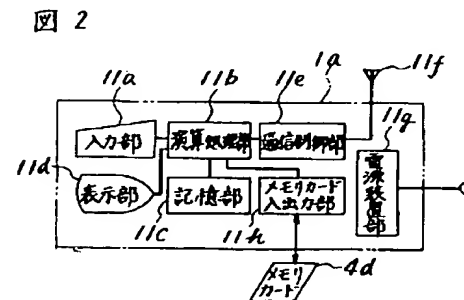 図 2
1a
11a
11b
11e
11f
入力部
演算処理部
通信制御部
11g
11d
表示部
記憶部
メモリカード
入出力部
電源装置部
11c
11h
メモリ
カード
4d